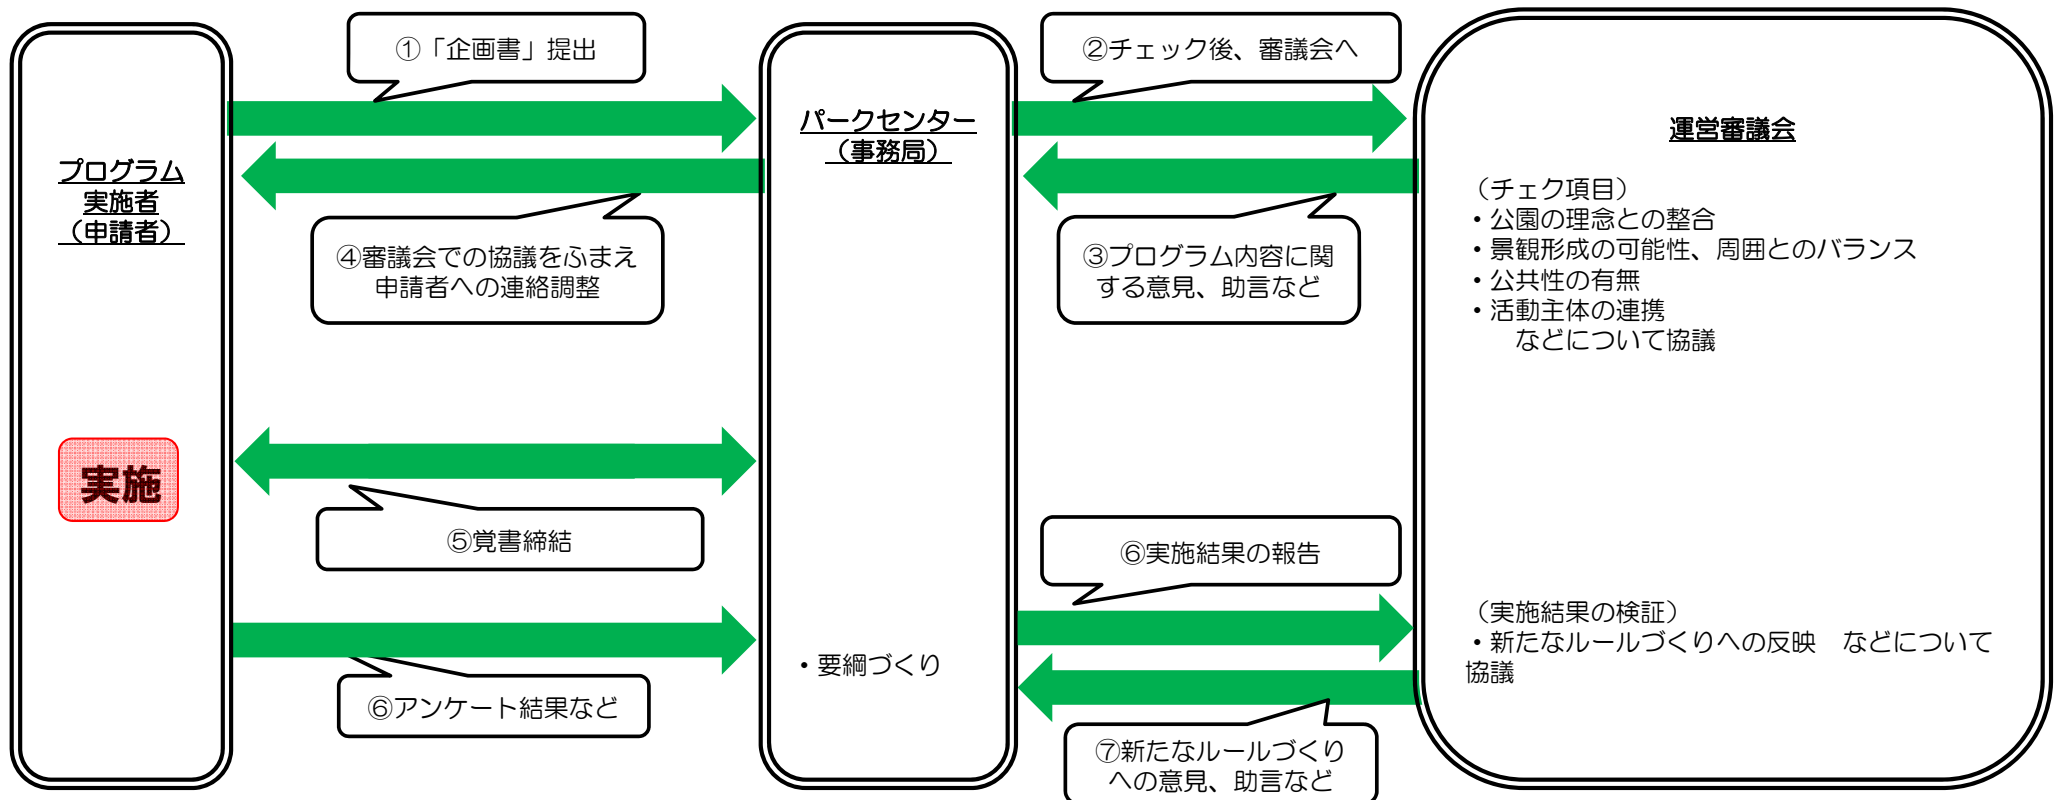 ①「企画書」提出
②チェック後、審議会へ
プログラム
実施者
（申請者）
パークセンター
（事務局）
運営審議会
（チェク項目）
・公園の理念との整合
・景観形成の可能性、周囲とのバランス
・公共性の有無
・活動主体の連携
などについて協議
④審議会での協議をふまえ
申請者への連絡調整
③プログラム内容に関
する意見、助言など
実施
⑤覚書締結
⑥実施結果の報告
（実施結果の検証）
・新たなルールづくりへの反映　などについて
協議
・要綱づくり
⑥アンケート結果など
⑦新たなルールづくり
への意見、助言など